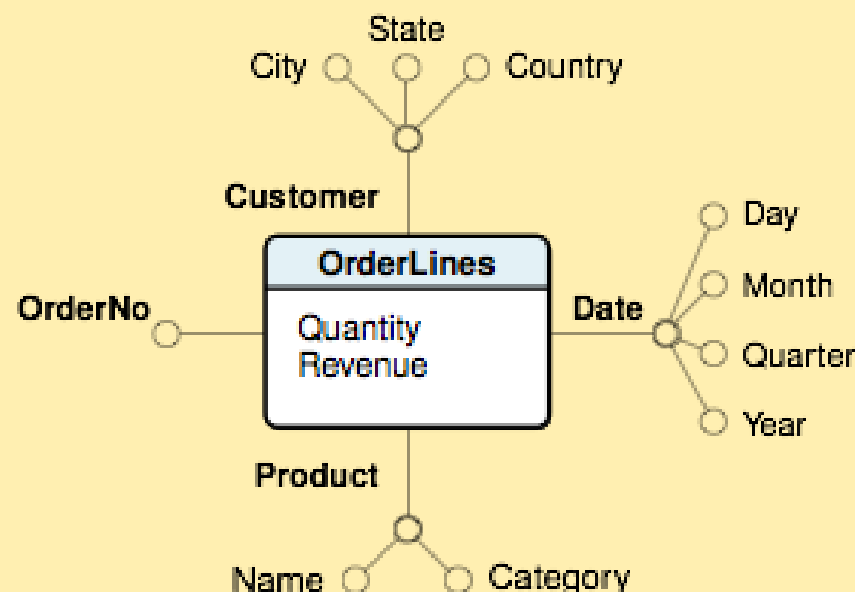 State
City
Country
Customer
Day
OrderLines
Month
OrderNo
Date
Quantity
Revenue
Quarter
Year
Product
Name
Category